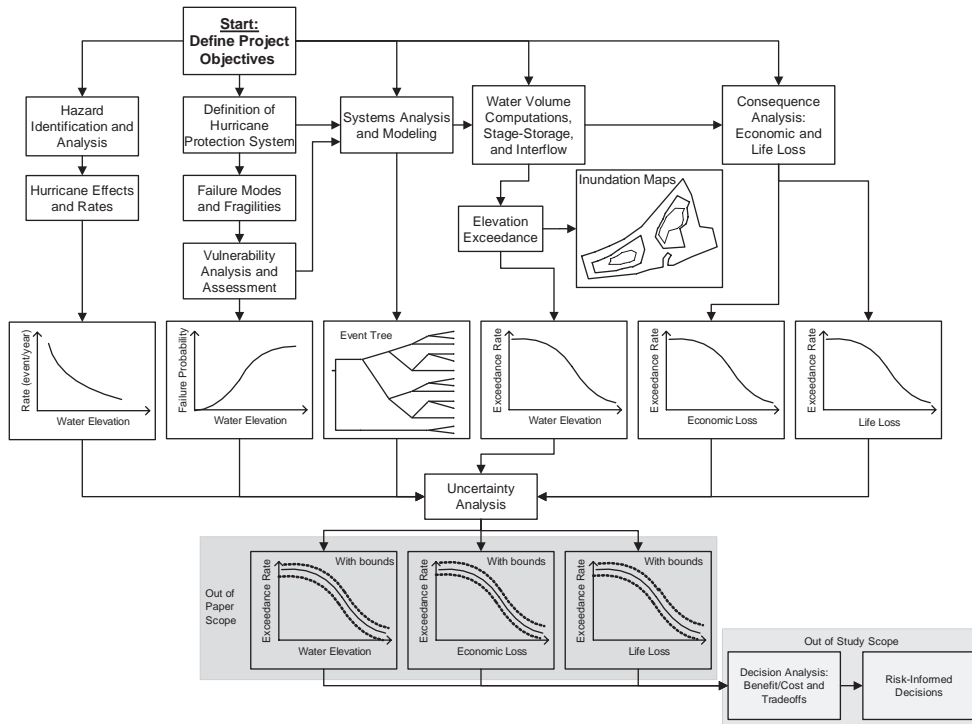 Start:
Define Project
Objectives
Hazard
Identification and
Analysis
Definition of
Hurricane
Protection System
Systems Analysis
and Modeling
Water Volume
Computations,
Stage-Storage,
and Interflow
Consequence
Analysis:
Economic and
Life Loss
Hurricane Effects
and Rates
Failure Modes
and Fragilities
Elevation
Exceedance
Inundation Maps
Vulnerability
Analysis and
Assessment
Rate (event/year)
Water Elevation
Failure Probability
Water Elevation
Event Tree
Exceedance Rate
Water Elevation
Exceedance Rate
Economic Loss
Exceedance Rate
Life Loss
Uncertainty
Analysis
Out of
Paper
Scope
With bounds
Exceedance Rate
Water Elevation
With bounds
Exceedance Rate
Economic Loss
With bounds
Exceedance Rate
Life Loss
Out of Study Scope
Decision Analysis:
Benefit/Cost and
Tradeoffs
Risk-Informed
Decisions